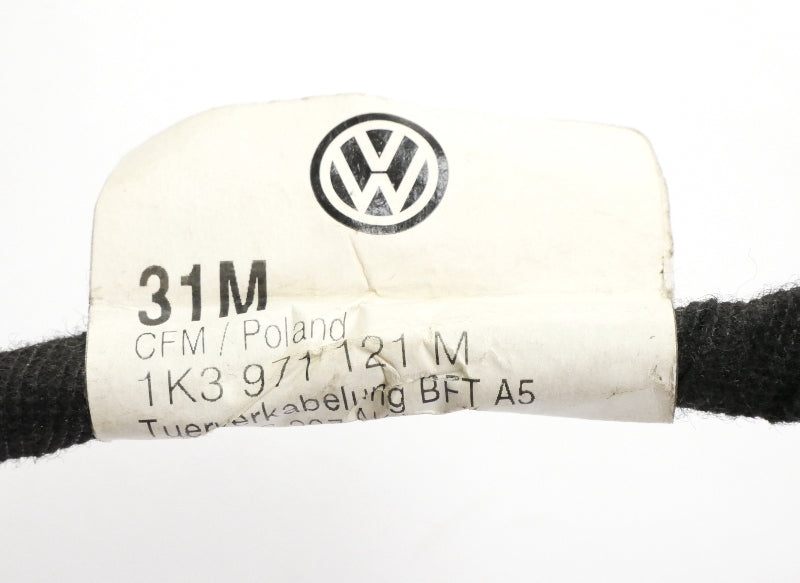 31M
CFM / Poland
1K3 971 121 M
Tuerverkabelung BFT A5